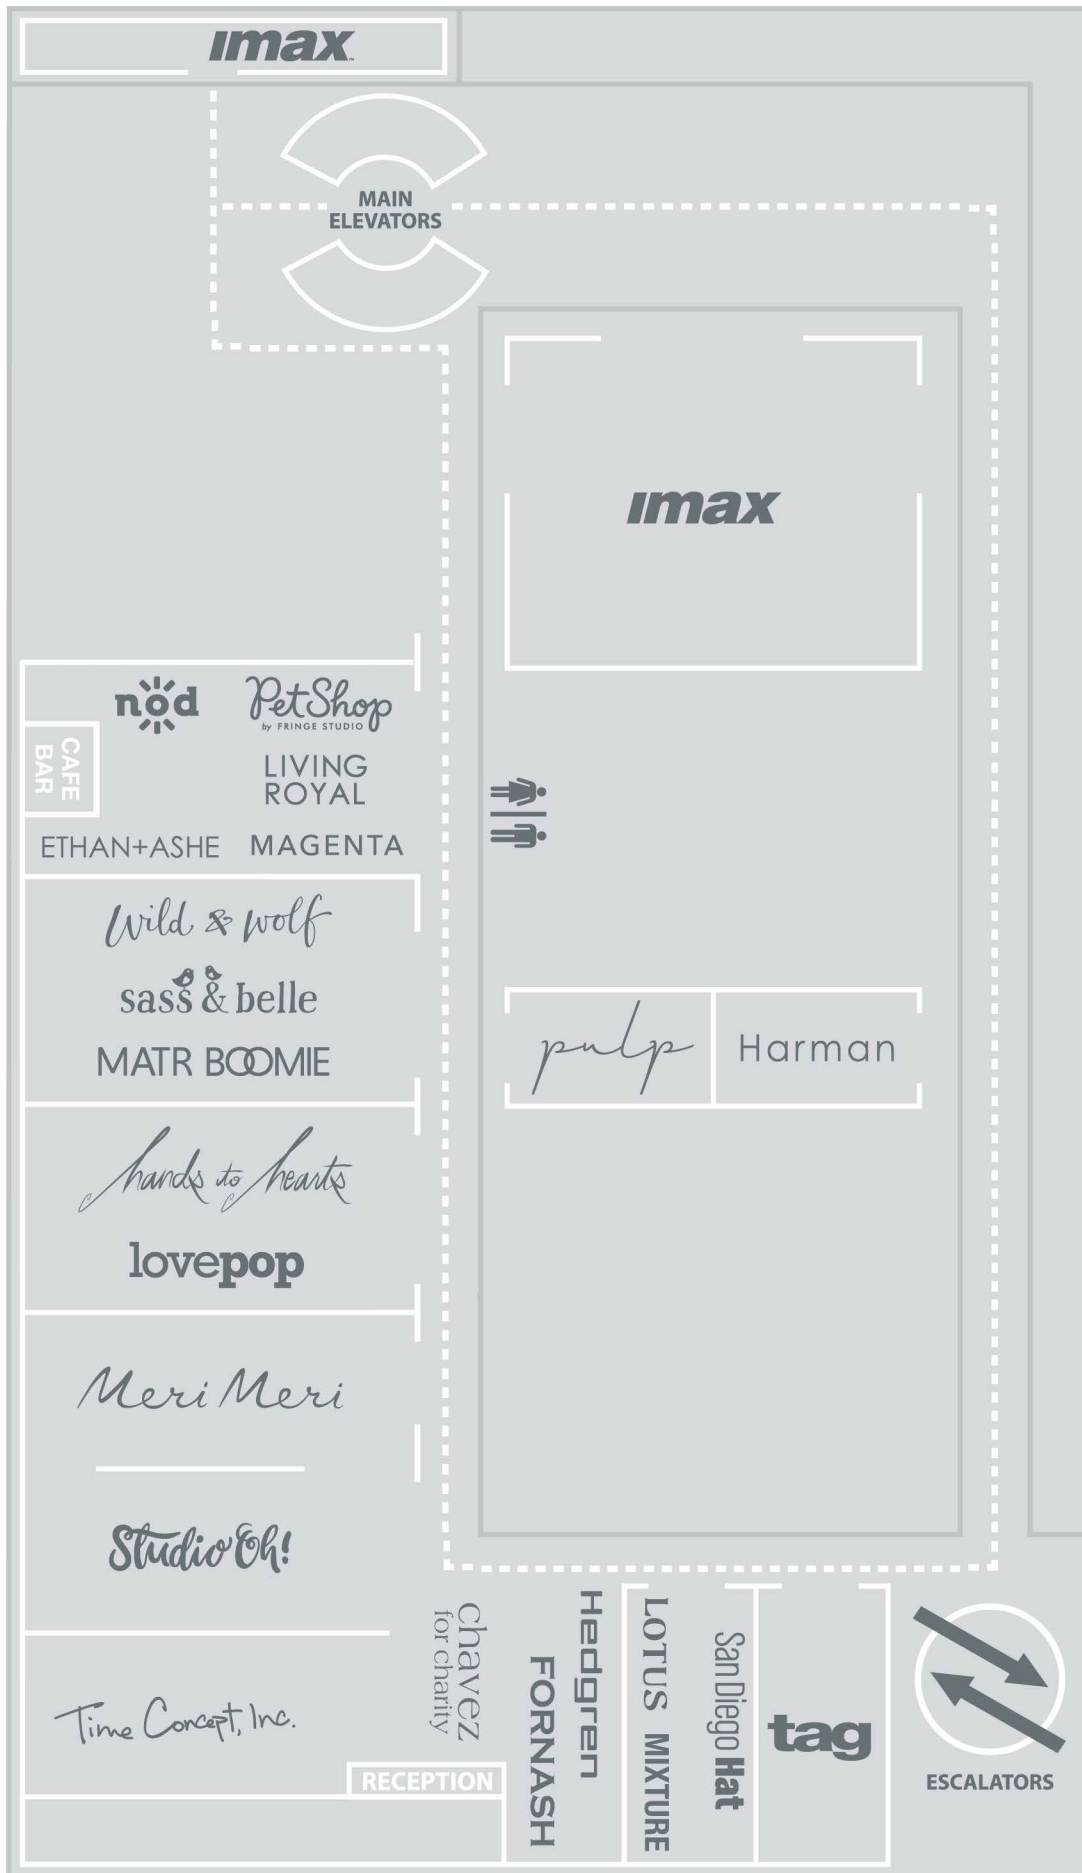 ımax
MAIN
ELEVATORS
ımax
nod
PetShop
by FRINGE STUDIO
LIVING
ROYAL
CAFE
BAR
ETHAN+ASHE
MAGENTA
Wild & Wolf
sass & belle
MATR BOOMIE
pulp
Harman
hands to hearts
lovepop
Meri Meri
Studio Oh!
chavez
for charity
FORNASH
Hedgren
LOTUS
MIXTURE
San Diego Hat
tag
Time Concept, Inc.
RECEPTION
ESCALATORS